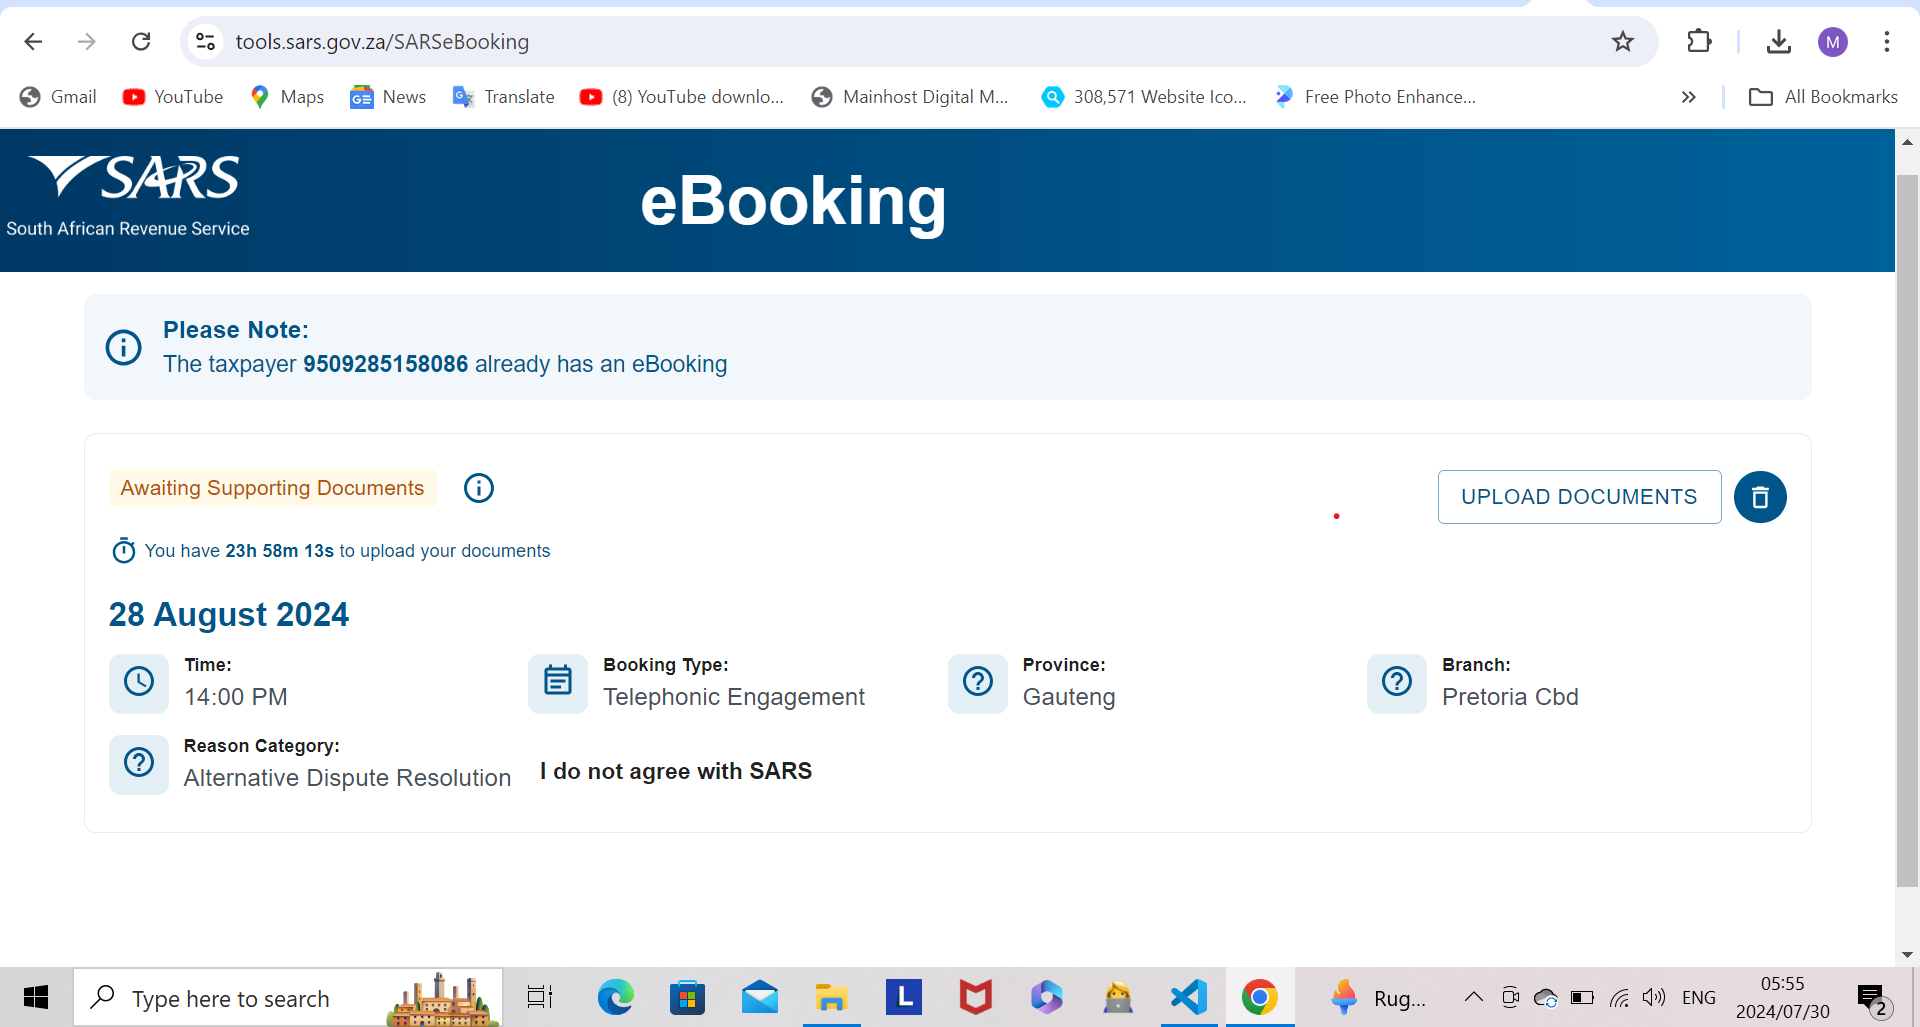 tools.sars.gov.za/SARSeBooking
M
Gmail YouTube Maps News Translate (8) YouTube downlo... Mainhost Digital M... 308,571 Website Ico... Free Photo Enhance... » All Bookmarks
SARS
South African Revenue Service
eBooking
Please Note:
The taxpayer 9509285158086 already has an eBooking
Awaiting Supporting Documents
UPLOAD DOCUMENTS
You have 23h 58m 13s to upload your documents
28 August 2024
Time: Booking Type: Province: Branch:
14:00 PM Telephonic Engagement Gauteng Pretoria Cbd
Reason Category:
Alternative Dispute Resolution I do not agree with SARS
Type here to search
L
Rug...
ENG
05:55
2024/07/30
2